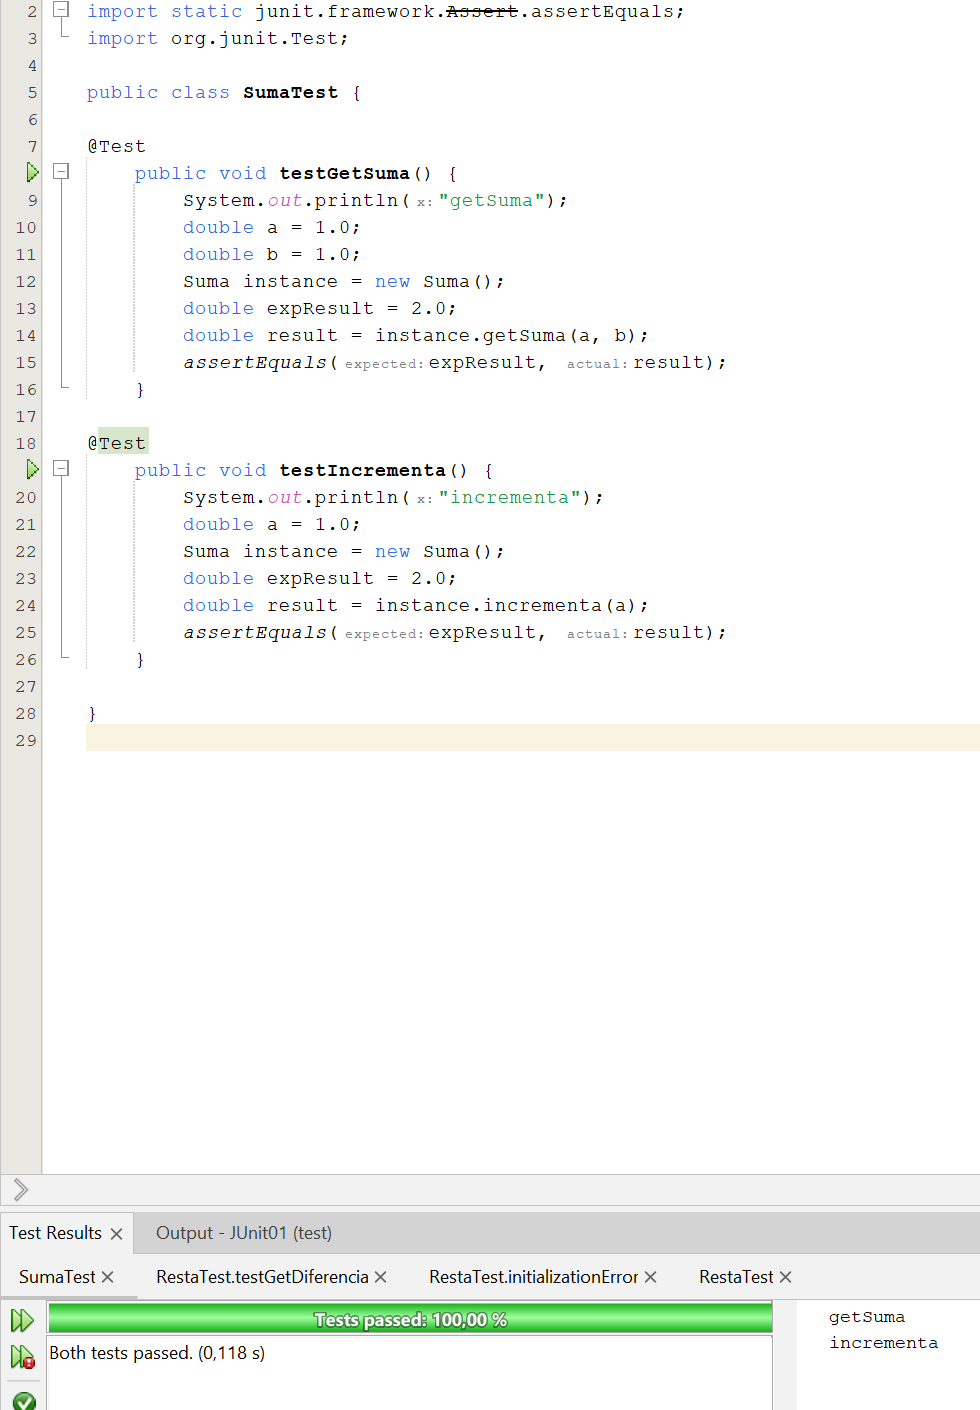 2 import static junit.framework.Assert.assertEquals;
3 import org.junit.Test;
4
5 public class SumaTest {
6
7 @Test
public void testGetSuma() {
9 System.out.println( x: "getSuma");
10 double a = 1.0;
11 double b = 1.0;
12 Suma instance = new Suma();
13 double expResult = 2.0;
14 double result = instance.getSuma(a, b);
15 assertEquals( expected: expResult, actual: result);
16 }
17
18 @Test
public void testIncrementa() {
20 System.out.println( x: "incrementa");
21 double a = 1.0;
22 Suma instance = new Suma();
23 double expResult = 2.0;
24 double result = instance.incrementa(a);
25 assertEquals( expected: expResult, actual: result);
26 }
27
28 }
29
Test Results Output - JUnit01 (test)
SumaTest RestaTest.testGetDiferencia RestaTest.initializationError RestaTest
Tests passed: 100,00 %
Both tests passed. (0,118 s)
getSuma
incrementa